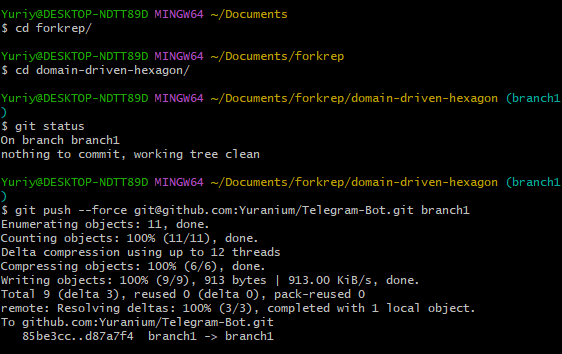 Yuriy@DESKTOP-NDTT89D MINGW64 ~/Documents
$ cd forkrep/
Yuriy@DESKTOP-NDTT89D MINGW64 ~/Documents/forkrep
$ cd domain-driven-hexagon/
Yuriy@DESKTOP-NDTT89D MINGW64 ~/Documents/forkrep/domain-driven-hexagon (branch1
)
$ git status
On branch branch1
nothing to commit, working tree clean
Yuriy@DESKTOP-NDTT89D MINGW64 ~/Documents/forkrep/domain-driven-hexagon (branch1
)
$ git push --force git@github.com:Yuranium/Telegram-Bot.git branch1
Enumerating objects: 11, done.
Counting objects: 100% (11/11), done.
Delta compression using up to 12 threads
Compressing objects: 100% (6/6), done.
Writing objects: 100% (9/9), 913 bytes | 913.00 KiB/s, done.
Total 9 (delta 3), reused 0 (delta 0), pack-reused 0
remote: Resolving deltas: 100% (3/3), completed with 1 local object.
To github.com:Yuranium/Telegram-Bot.git
   85be3cc..d87a7f4  branch1 -> branch1